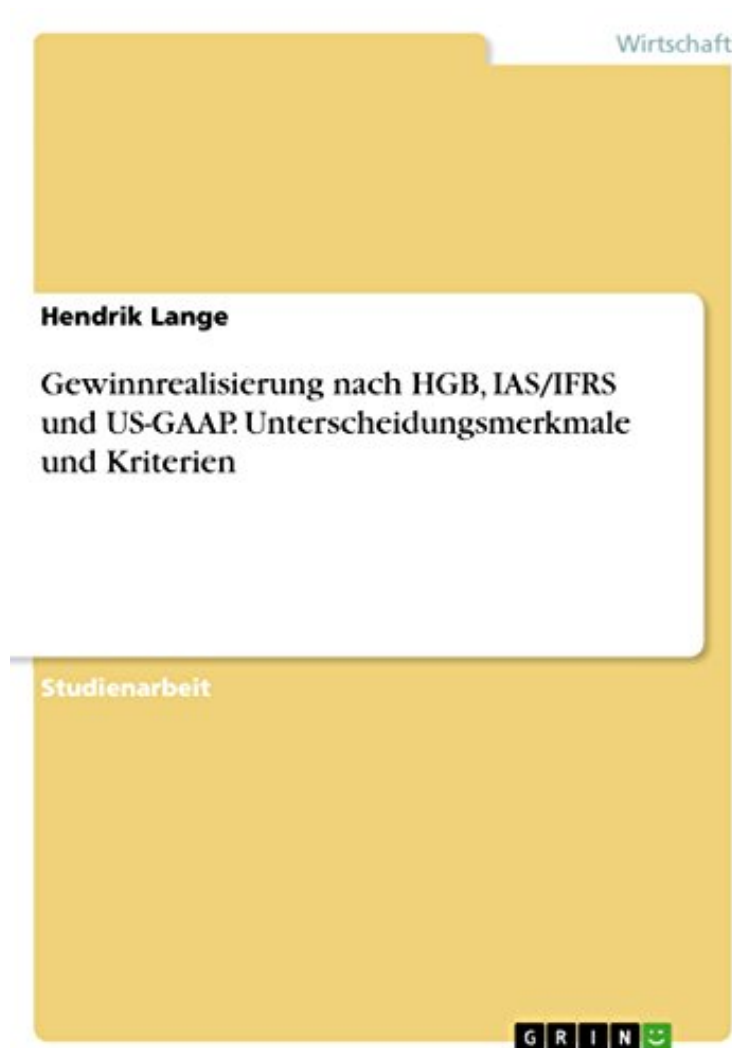 Wirtschaft
Hendrik Lange
Gewinnrealisierung nach HGB, IAS/IFRS
und US-GAAP. Unterscheidungsmerkmale
und Kriterien
Studienarbeit
GRIN